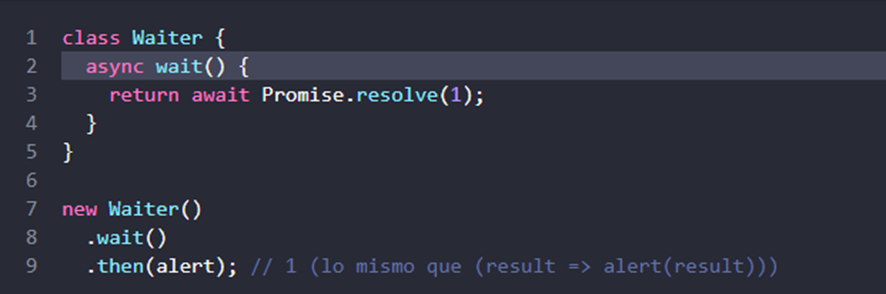 1 class Waiter {
2   async wait() {
3     return await Promise.resolve(1);
4   }
5 }
6
7 new Waiter()
8   .wait()
9   .then(alert); // 1 (lo mismo que (result => alert(result)))